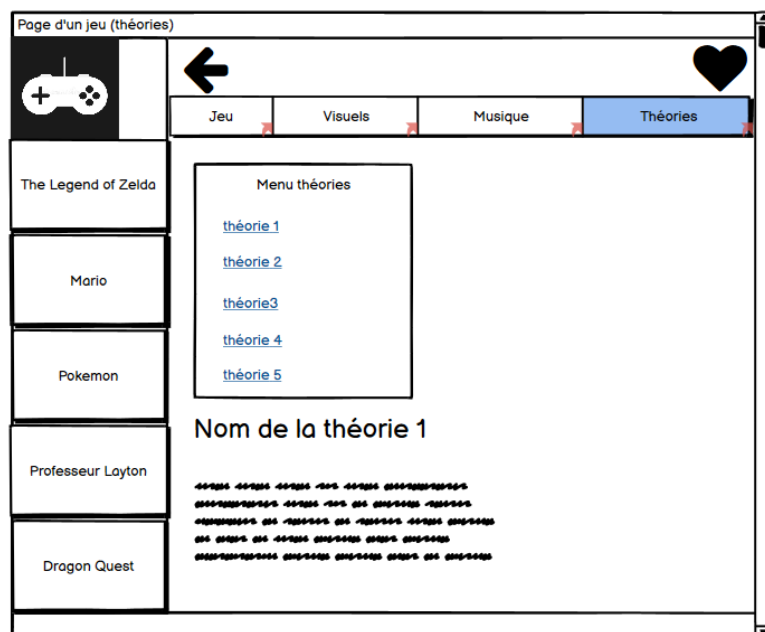 Page d'un jeu (théories)
Jeu
Visuels
Musique
Théories
The Legend of Zelda
Mario
Pokemon
Professeur Layton
Dragon Quest
Menu théories
théorie 1
théorie 2
théorie3
théorie 4
théorie 5
Nom de la théorie 1